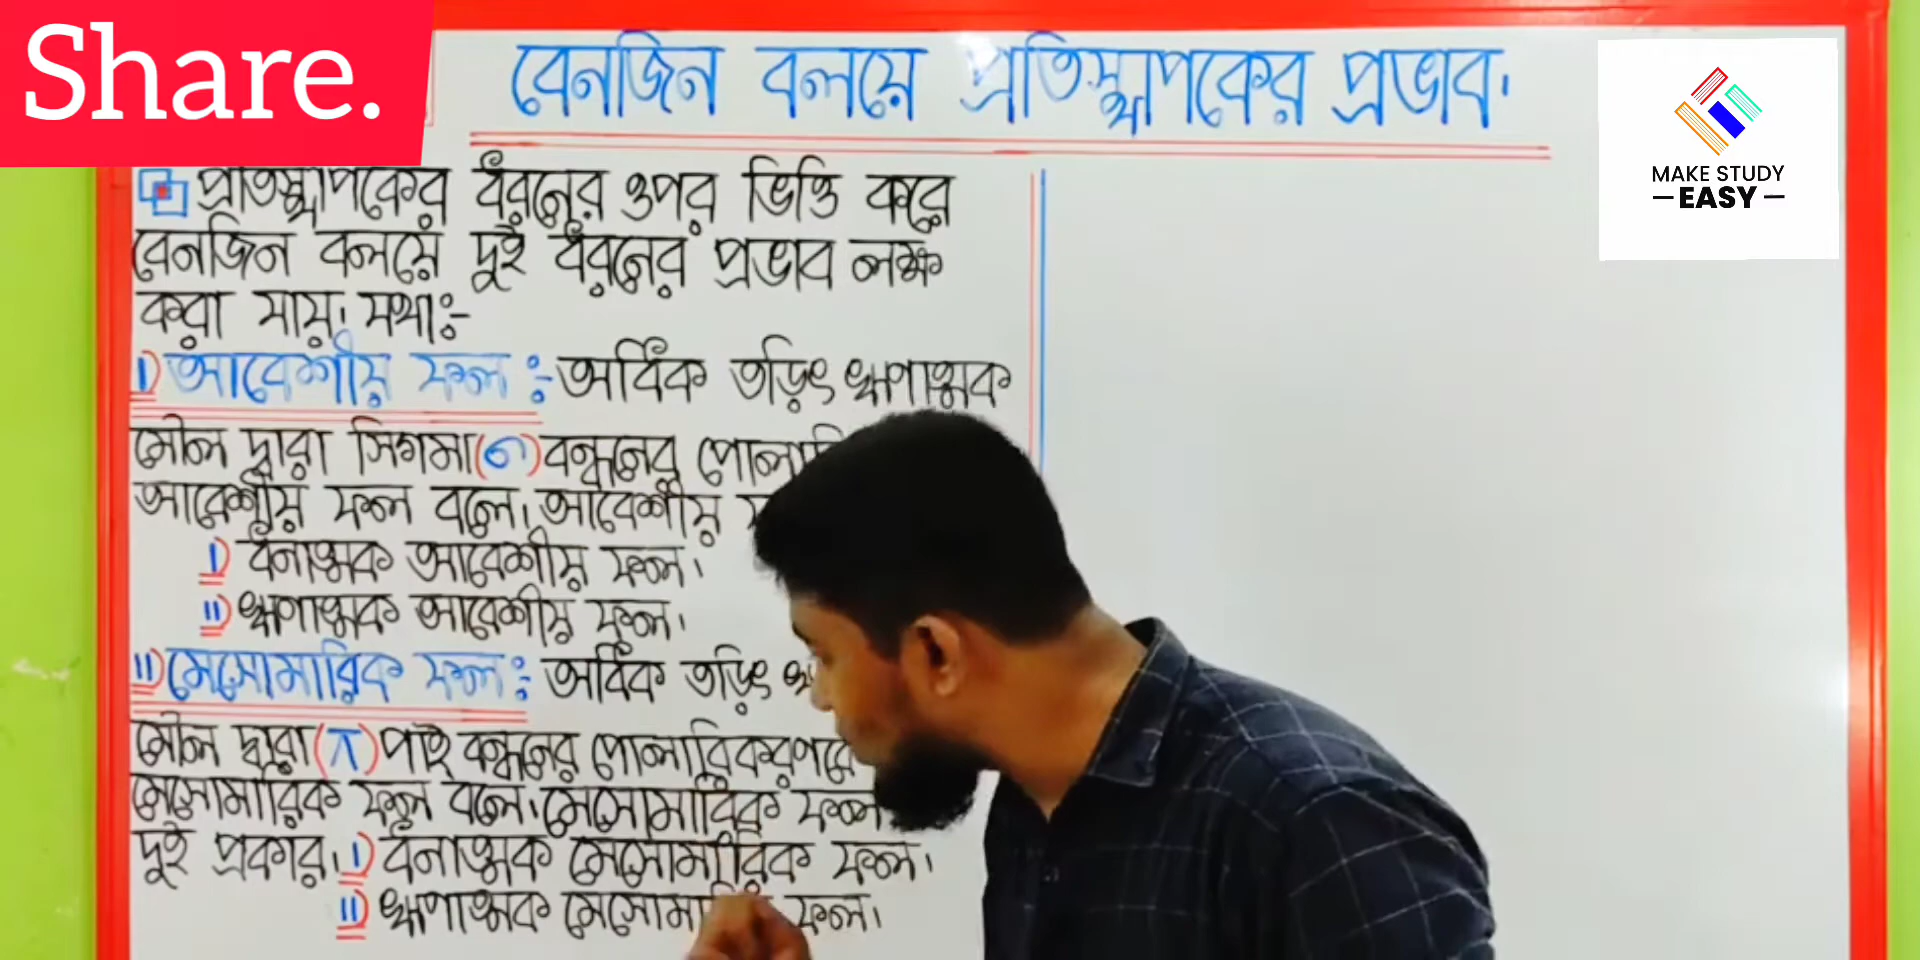 Share.
বেনজিন বলয়ে প্রতিস্থাপকের প্রভাব।
MAKE STUDY
EASY
প্রতিস্থাপকের ধরনের ওপর ভিত্তি করে
বেনজিন বলয়ে দুই ধরনের প্রভাব লক্ষ
করা যায়। যথা:-
I) আবেশীয় ফল :- অধিক তড়িৎ ঋণাত্মক
মৌল দ্বারা সিগমা (σ) বন্ধনের
আবেশীয় ফল বলে। আবেশীয়
I) ধনাত্মক আবেশীয় ফল।
II) ঋণাত্মক আবেশীয় ফল।
II) মেসোমারিক ফল: অধিক তড়িৎ
মৌল দ্বারা (π) পাই বন্ধনের পোলারিকরণকে
মেসোমারিক ফল বলে। মেসোমারিক ফল
দুই প্রকার। I) ধনাত্মক মেসোমারিক ফল।
II) ঋণাত্মক ফল।